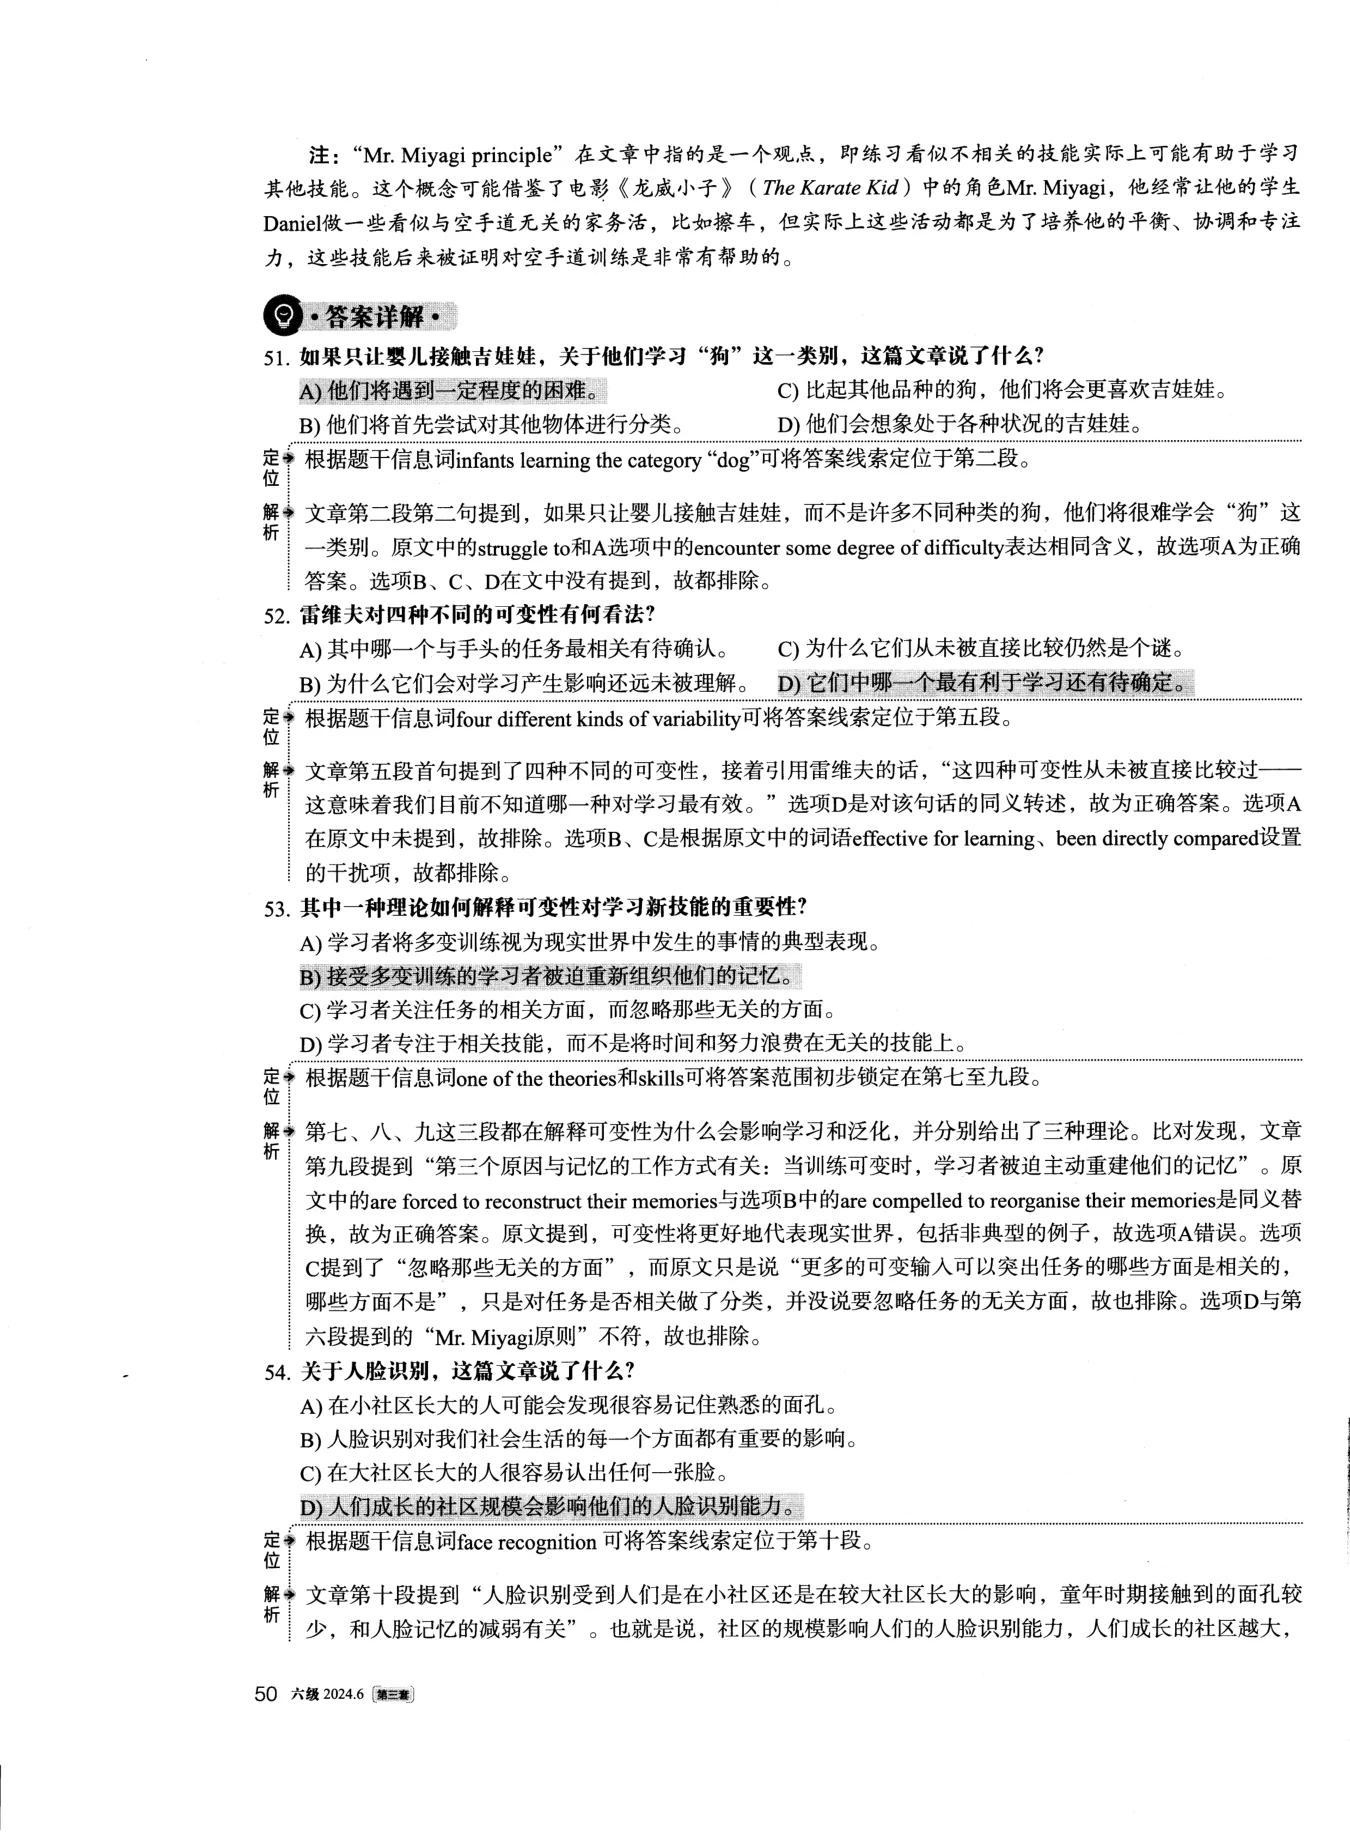 注：“Mr. Miyagi principle”在文章中指的是一个观点，即练习看似不相关的技能实际上可能有助于学习
其他技能。这个概念可能借鉴了电影《龙威小子》（The Karate Kid）中的角色Mr. Miyagi，他经常让他的学生
Daniel做一些看似与空手道无关的家务活，比如擦车，但实际上这些活动都是为了培养他的平衡、协调和专注
力，这些技能后来被证明对空手道训练是非常有帮助的。
·答案详解·
51. 如果只让婴儿接触吉娃娃，关于他们学习“狗”这一类别，这篇文章说了什么？
A) 他们将遇到一定程度的困难。 C) 比起其他品种的狗，他们将会更喜欢吉娃娃。
B) 他们将首先尝试对其他物体进行分类。 D) 他们会想象处于各种状况的吉娃娃。
定位 根据题干信息词infants learning the category “dog”可将答案线索定位于第二段。
解析 文章第二段第二句提到，如果只让婴儿接触吉娃娃，而不是许多不同种类的狗，他们将很难学会“狗”这
一类别。原文中的struggle to和A选项中的encounter some degree of difficulty表达相同含义，故选项A为正确
答案。选项B、C、D在文中没有提到，故都排除。
52. 雷维夫对四种不同的可变性有何看法？
A) 其中哪一个与手头的任务最相关有待确认。 C) 为什么它们从未被直接比较仍然是个谜。
B) 为什么它们会对学习产生影响还远未被理解。 D) 它们中哪一个最有利于学习还有待确定。
定位 根据题干信息词four different kinds of variability可将答案线索定位于第五段。
解析 文章第五段首句提到了四种不同的可变性，接着引用雷维夫的话，“这四种可变性从未被直接比较过——
这意味着我们目前不知道哪一种对学习最有效。”选项D是对该句话的同义转述，故为正确答案。选项A
在原文中未提到，故排除。选项B、C是根据原文中的词语effective for learning、been directly compared设置
的干扰项，故都排除。
53. 其中一种理论如何解释可变性对学习新技能的重要性？
A) 学习者将多变训练视为现实世界中发生的事情的典型表现。
B) 接受多变训练的学习者被迫重新组织他们的记忆。
C) 学习者关注任务的相关方面，而忽略那些无关的方面。
D) 学习者专注于相关技能，而不是将时间和努力浪费在无关的技能上。
定位 根据题干信息词one of the theories和skills可将答案范围初步锁定在第七至九段。
解析 第七、八、九这三段都在解释可变性为什么会影响学习和泛化，并分别给出了三种理论。比对发现，文章
第九段提到“第三个原因与记忆的工作方式有关：当训练可变时，学习者被迫主动重建他们的记忆”。原
文中的are forced to reconstruct their memories与选项B中的are compelled to reorganise their memories是同义替
换，故为正确答案。原文提到，可变性将更好地代表现实世界，包括非典型的例子，故选项A错误。选项
C提到了“忽略那些无关的方面”，而原文只是说“更多的可变输入可以突出任务的哪些方面是相关的，
哪些方面不是”，只是对任务是否相关做了分类，并没说要忽略任务的无关方面，故也排除。选项D与第
六段提到的“Mr. Miyagi原则”不符，故也排除。
54. 关于人脸识别，这篇文章说了什么？
A) 在小社区长大的人可能会发现很容易记住熟悉的面孔。
B) 人脸识别对我们社会生活的每一个方面都有重要的影响。
C) 在大社区长大的人很容易认出任何一张脸。
D) 人们成长的社区规模会影响他们的人脸识别能力。
定位 根据题干信息词face recognition 可将答案线索定位于第十段。
解析 文章第十段提到“人脸识别受到人们是在小社区还是在较大社区长大的影响，童年时期接触到的面孔较
少，和人脸记忆的减弱有关”。也就是说，社区的规模影响人们的人脸识别能力，人们成长的社区越大，
50 六级 2024.6 第三套